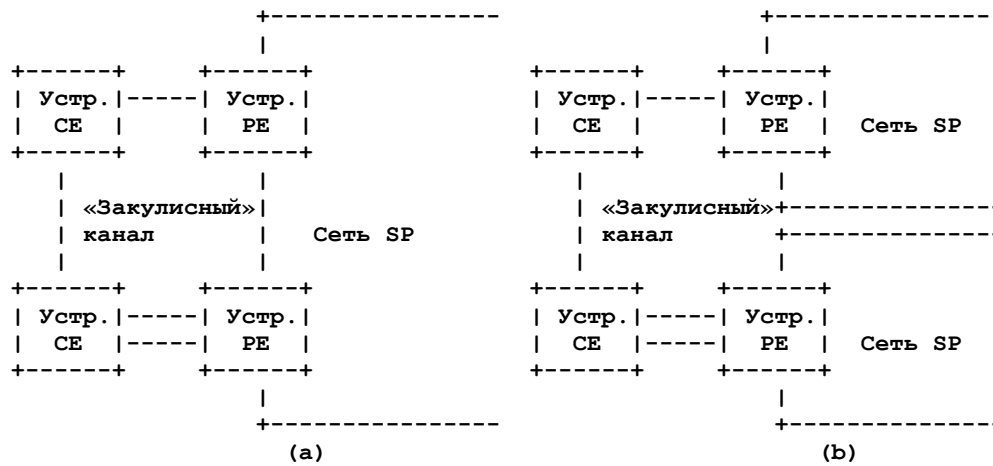 Устр. CE
Устр. PE
«Закулисный» канал
Сеть SP
Устр. CE
Устр. PE
(a)
Устр. CE
Устр. PE
Сеть SP
«Закулисный» канал
Устр. CE
Устр. PE
Сеть SP
(b)